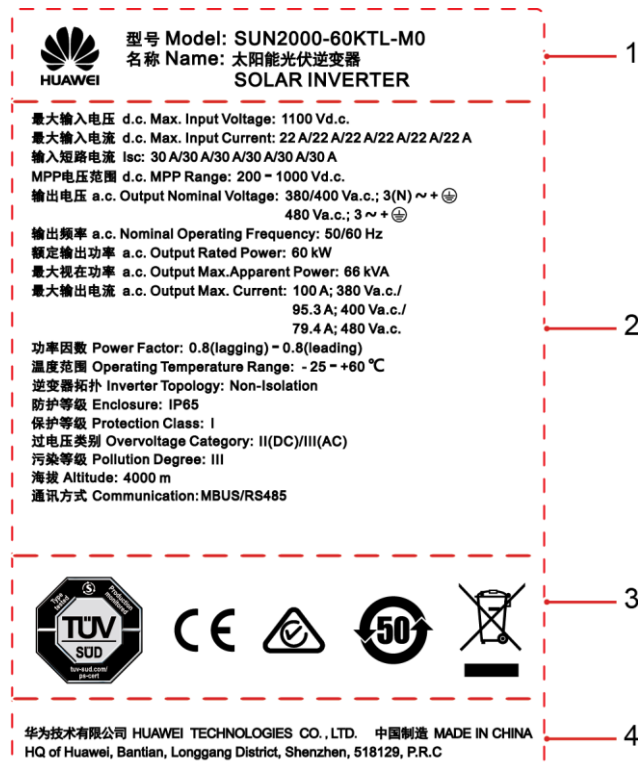 HUAWEI
型号 Model: SUN2000-60KTL-M0
名称 Name: 太阳能光伏逆变器
SOLAR INVERTER
1
最大输入电压 d.c. Max. Input Voltage: 1100 Vd.c.
最大输入电流 d.c. Max. Input Current: 22 A/22 A/22 A/22 A/22 A/22 A
输入短路电流 Isc: 30 A/30 A/30 A/30 A/30 A/30 A
MPP电压范围 d.c. MPP Range: 200 - 1000 Vd.c.
输出电压 a.c. Output Nominal Voltage: 380/400 Va.c.; 3(N) ~ + ⏚
480 Va.c.; 3 ~ + ⏚
输出频率 a.c. Nominal Operating Frequency: 50/60 Hz
额定输出功率 a.c. Output Rated Power: 60 kW
最大视在功率 a.c. Output Max.Apparent Power: 66 kVA
最大输出电流 a.c. Output Max. Current: 100 A; 380 Va.c./
95.3 A; 400 Va.c./
79.4 A; 480 Va.c.
2
功率因数 Power Factor: 0.8(lagging) - 0.8(leading)
温度范围 Operating Temperature Range: - 25 - +60 ℃
逆变器拓扑 Inverter Topology: Non-Isolation
防护等级 Enclosure: IP65
保护等级 Protection Class: I
过电压类别 Overvoltage Category: II(DC)/III(AC)
污染等级 Pollution Degree: III
海拔 Altitude: 4000 m
通讯方式 Communication: MBUS/RS485
Type tested
Production monitored
TÜV
SÜD
tuv-sud.com/
ps-cert
CE
50
3
华为技术有限公司 HUAWEI TECHNOLOGIES CO., LTD. 中国制造 MADE IN CHINA
HQ of Huawei, Bantian, Longgang District, Shenzhen, 518129, P.R.C
4